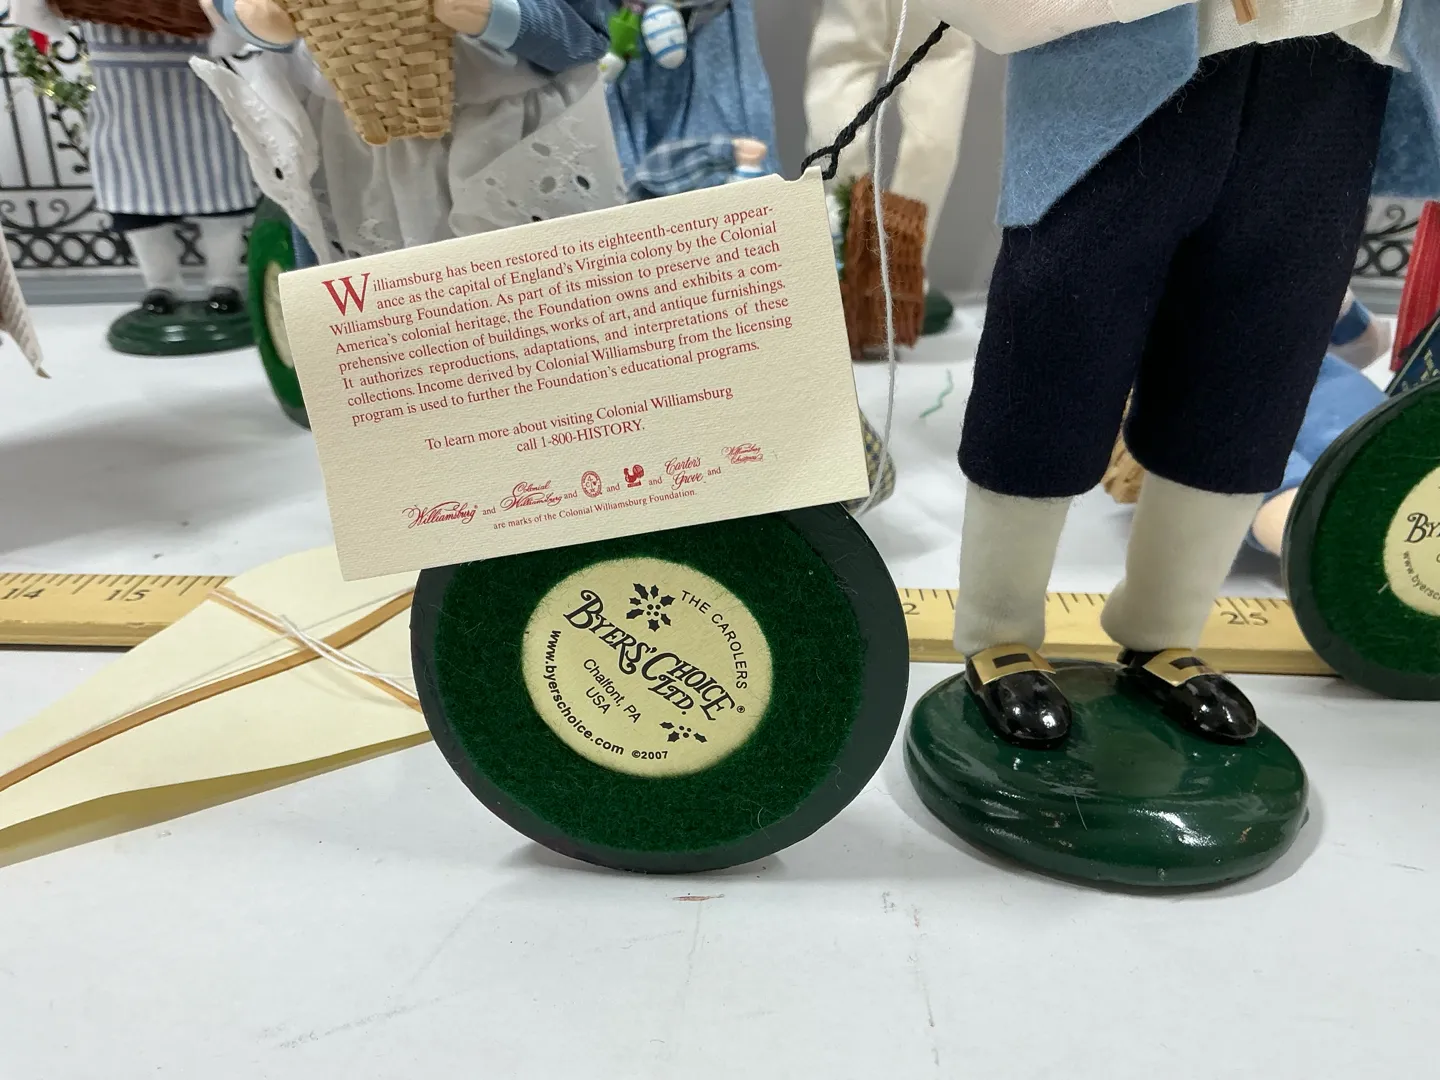 Williamsburg has been restored to its eighteenth-century appear-
ance as the capital of England's Virginia colony by the Colonial
Williamsburg Foundation. As part of its mission to preserve and teach
America's colonial heritage, the Foundation owns and exhibits a com-
prehensive collection of buildings, works of art, and antique furnishings.
It authorizes reproductions, adaptations, and interpretations of these
collections. Income derived by Colonial Williamsburg from the licensing
program is used to further the Foundation's educational programs.
To learn more about visiting Colonial Williamsburg
call 1-800-HISTORY.
Williamsburg® and Colonial Williamsburg and and and Carter's Grove and Williamsburg
are marks of the Colonial Williamsburg Foundation.
THE CAROLERS®
BYERS' CHOICE
LTD.
Chalfont, PA
USA
www.byerschoice.com ©2007
14 15 2 25
BY
www.byersc